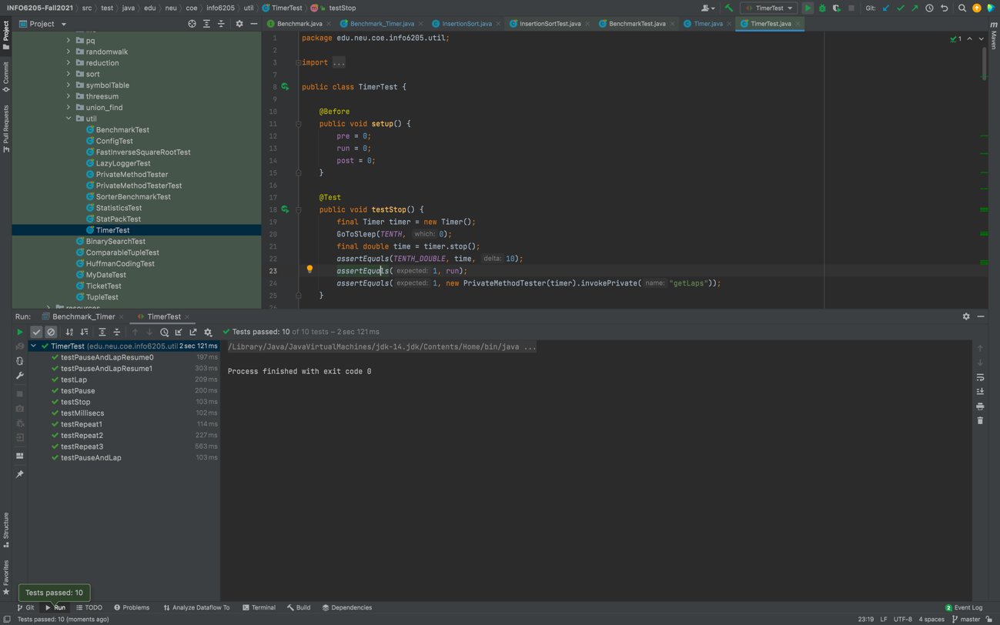 INFO6205-Fall2021 › src › test › java › edu › neu › coe › info6205 › util › TimerTest › testStop
TimerTest
Git:
Project
Benchmark.java
Benchmark_Timer.java
InsertionSort.java
InsertionSortTest.java
BenchmarkTest.java
Timer.java
TimerTest.java
Project
Commit
Pull Requests
Structure
Favorites
Maven
pq
randomwalk
reduction
sort
symbolTable
threesum
union_find
util
BenchmarkTest
ConfigTest
FastInverseSquareRootTest
LazyLoggerTest
PrivateMethodTester
PrivateMethodTesterTest
SorterBenchmarkTest
StatisticsTest
StatPackTest
TimerTest
BinarySearchTest
ComparableTupleTest
HuffmanCodingTest
MyDateTest
TicketTest
TupleTest
resources
1 package edu.neu.coe.info6205.util;
2
3 import ...
7
8 public class TimerTest {
9
10 @Before
11 public void setup() {
12 pre = 0;
13 run = 0;
14 post = 0;
15 }
16
17 @Test
18 public void testStop() {
19 final Timer timer = new Timer();
20 GoToSleep(TENTH, which: 0);
21 final double time = timer.stop();
22 assertEquals(TENTH_DOUBLE, time, delta: 10);
23 assertEquals( expected: 1, run);
24 assertEquals( expected: 1, new PrivateMethodTester(timer).invokePrivate( name: "getLaps"));
25 }
26
1
Run: Benchmark_Timer TimerTest
Tests passed: 10 of 10 tests – 2 sec 121 ms
TimerTest (edu.neu.coe.info6205.util 2 sec 121 ms
testPauseAndLapResume0 197 ms
testPauseAndLapResume1 303 ms
testLap 209 ms
testPause 200 ms
testStop 103 ms
testMillisecs 102 ms
testRepeat1 114 ms
testRepeat2 227 ms
testRepeat3 563 ms
testPauseAndLap 103 ms
/Library/Java/JavaVirtualMachines/jdk-14.jdk/Contents/Home/bin/java ...
Process finished with exit code 0
Tests passed: 10
Git Run TODO Problems Analyze Dataflow To Terminal Build Dependencies 2 Event Log
Tests passed: 10 (moments ago) 23:19 LF UTF-8 4 spaces master